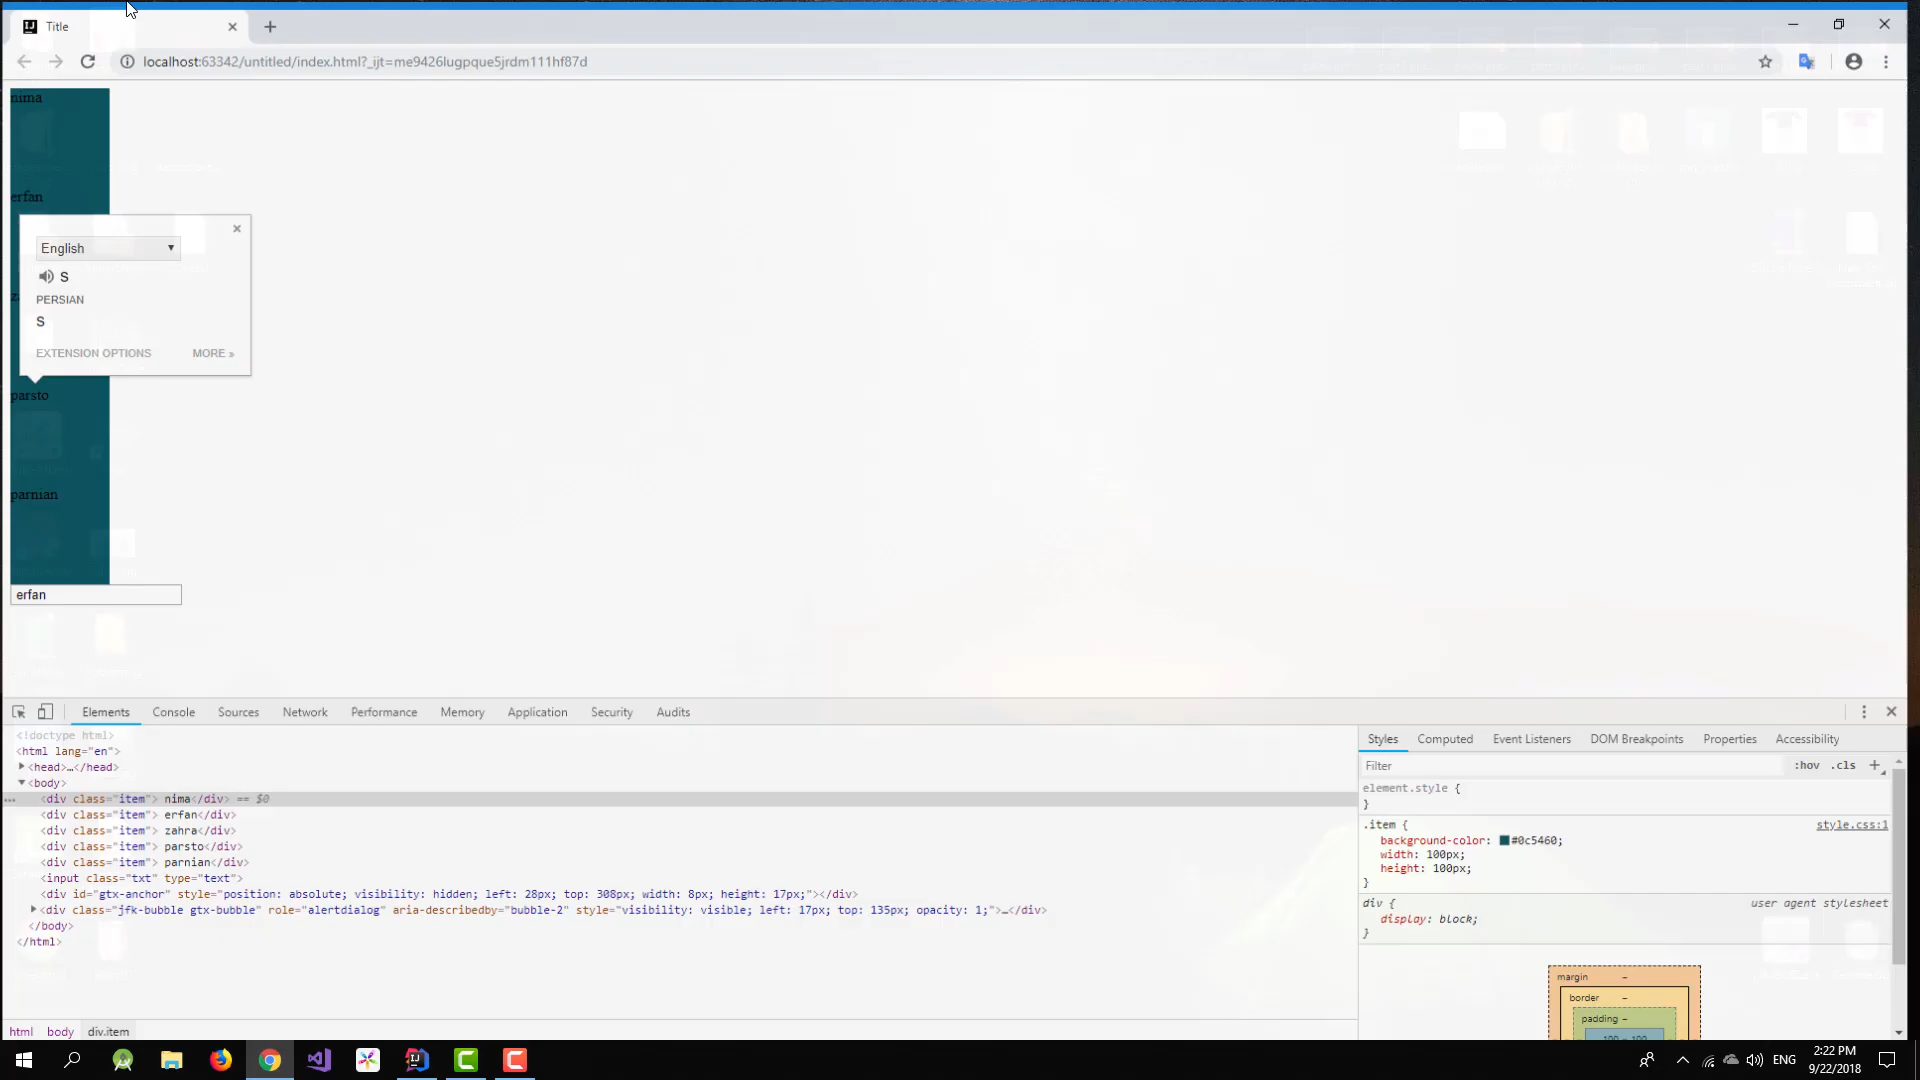 Title
localhost:63342/untitled/index.html?_ijt=me9426lugpque5jrdm111hf87d
nima
erfan
English
S
PERSIAN
S
EXTENSION OPTIONS MORE »
parsto
parnian
erfan
Elements Console Sources Network Performance Memory Application Security Audits
<!doctype html>
<html lang="en">
<head>…</head>
<body>
<div class="item"> nima</div> == $0
<div class="item"> erfan</div>
<div class="item"> zahra</div>
<div class="item"> parsto</div>
<div class="item"> parnian</div>
<input class="txt" type="text">
<div id="gtx-anchor" style="position: absolute; visibility: hidden; left: 28px; top: 308px; width: 8px; height: 17px;"></div>
<div class="jfk-bubble gtx-bubble" role="alertdialog" aria-describedby="bubble-2" style="visibility: visible; left: 17px; top: 135px; opacity: 1;">…</div>
</body>
</html>
html body div.item
Styles Computed Event Listeners DOM Breakpoints Properties Accessibility
Filter :hov .cls +
element.style {
}
.item { style.css:1
background-color: #0c5460;
width: 100px;
height: 100px;
}
div { user agent stylesheet
display: block;
}
margin –
border –
padding –
ENG
2:22 PM
9/22/2018